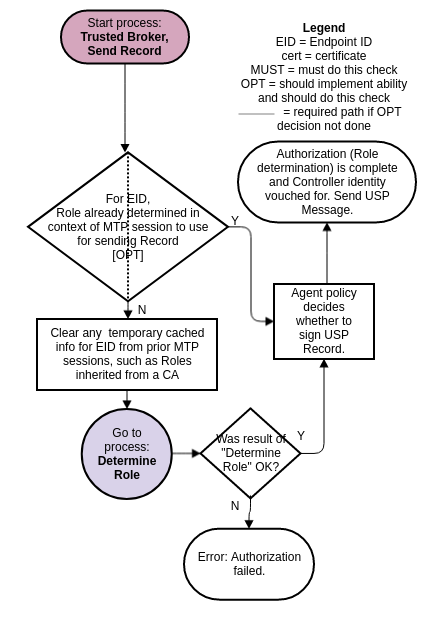 Start process:
Trusted Broker,
Send Record
Legend
EID = Endpoint ID
cert = certificate
MUST = must do this check
OPT = should implement ability
and should do this check
= required path if OPT
decision not done
Authorization (Role
determination) is complete
and Controller identity
vouched for. Send USP
Message.
For EID,
Role already determined in
context of MTP session to use
for sending Record
[OPT]
Y
N
Agent policy
decides
whether to
sign USP
Record.
Clear any temporary cached
info for EID from prior MTP
sessions, such as Roles
inherited from a CA
Go to
process:
Determine
Role
Was result of
"Determine
Role" OK?
Y
N
Error: Authorization
failed.